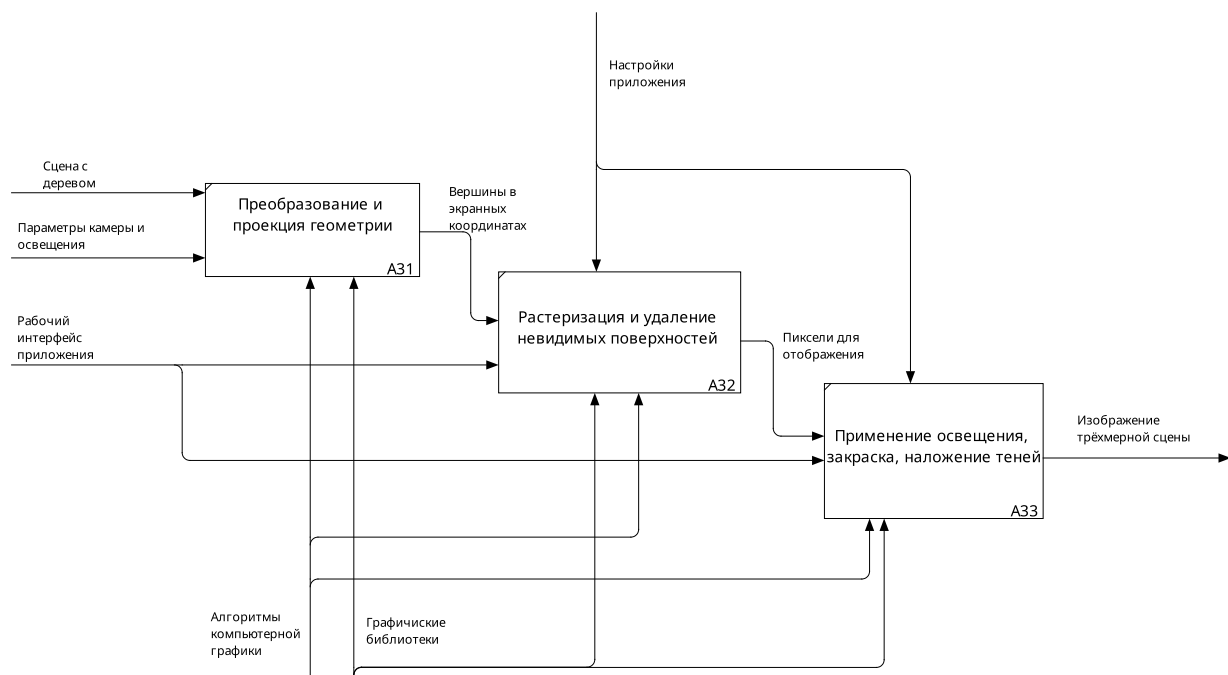 Настройки
приложения
Сцена с
деревом
Параметры камеры и
освещения
Преобразование и
проекция геометрии
A31
Вершины в
экранных
координатах
Рабочий
интерфейс
приложения
Растеризация и удаление
невидимых поверхностей
A32
Пиксели для
отображения
Применение освещения,
закраска, наложение теней
A33
Изображение
трёхмерной сцены
Алгоритмы
компьютерной
графики
Графичиские
библиотеки